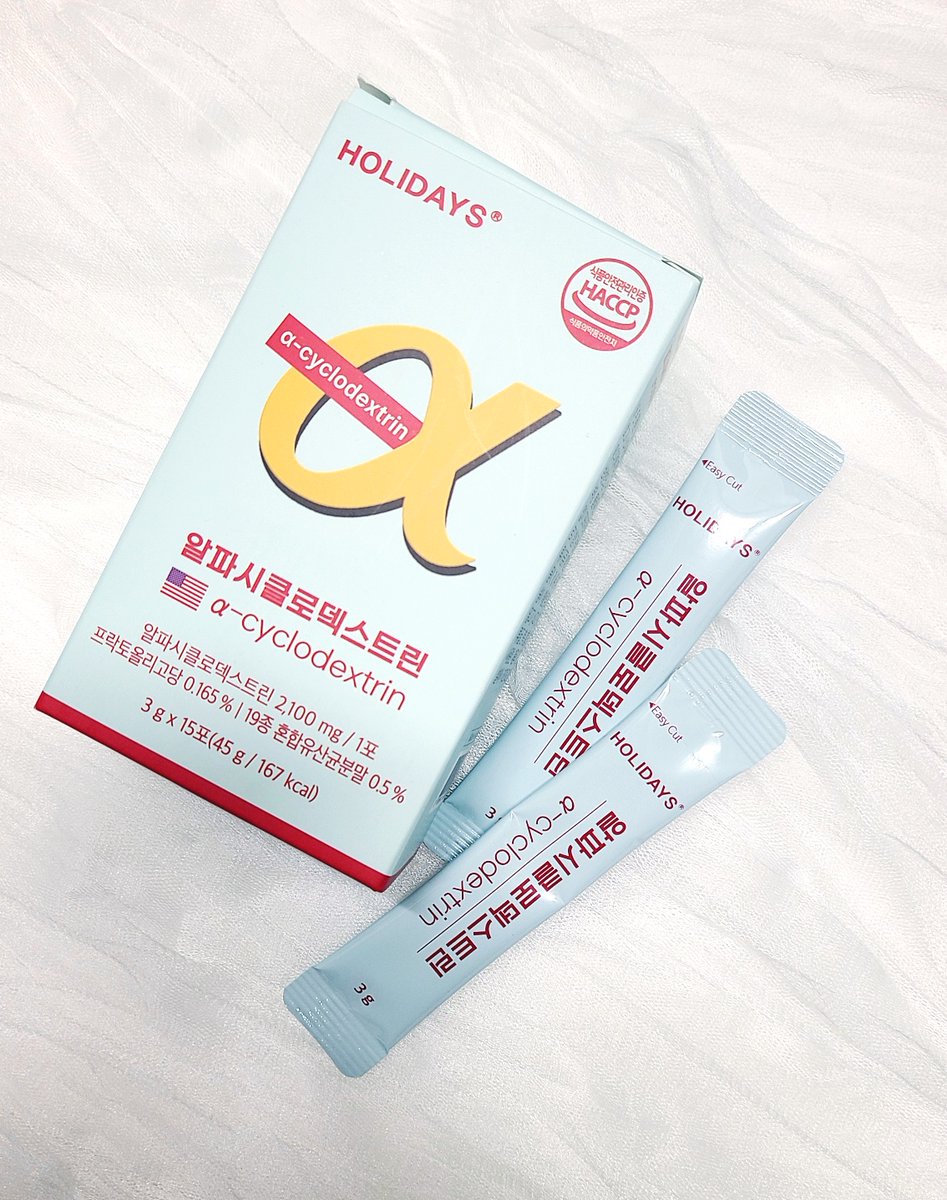 HOLIDAYS®
식품안전관리인증
HACCP
식품의약품안전처
α-cyclodextrin
α
알파시클로덱스트린
α-cyclodextrin
알파시클로덱스트린 2,100 mg / 1포
프락토올리고당 0.165 % | 19종 혼합유산균분말 0.5 %
3 g x 15포(45 g / 167 kcal)
◂Easy Cut
HOLIDAYS®
알파시클로덱스트린
α-cyclodextrin
3
◂Easy Cut
HOLIDAYS®
알파시클로덱스트린
α-cyclodextrin
3 g